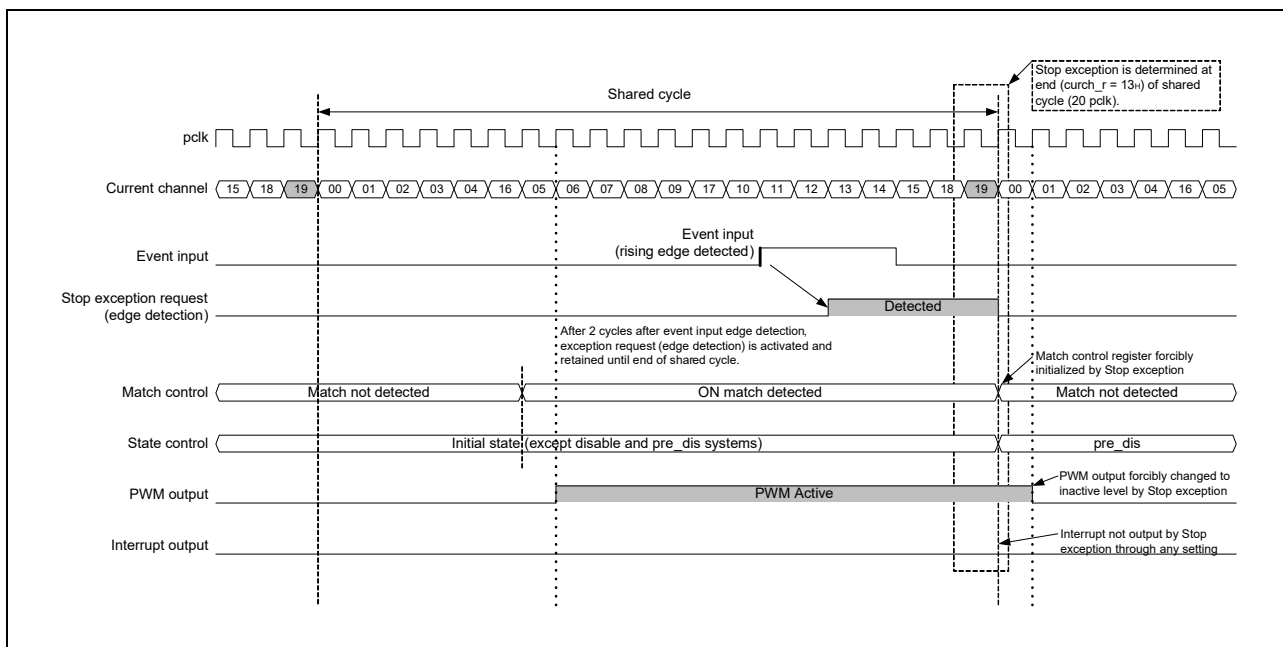 Stop exception is determined at
end (curch_r = 13H) of shared
cycle (20 pclk).
Shared cycle
pclk
Current channel
15 18 19 00 01 02 03 04 16 05 06 07 08 09 17 10 11 12 13 14 15 18 19 00 01 02 03 04 16 05
Event input
(rising edge detected)
Event input
Stop exception request
(edge detection)
Detected
After 2 cycles after event input edge detection,
exception request (edge detection) is activated and
retained until end of shared cycle.
Match control register forcibly
initialized by Stop exception
Match control
Match not detected ON match detected Match not detected
State control
Initial state (except disable and pre_dis systems) pre_dis
PWM output
PWM Active
PWM output forcibly changed to
inactive level by Stop exception
Interrupt output
Interrupt not output by Stop
exception through any setting